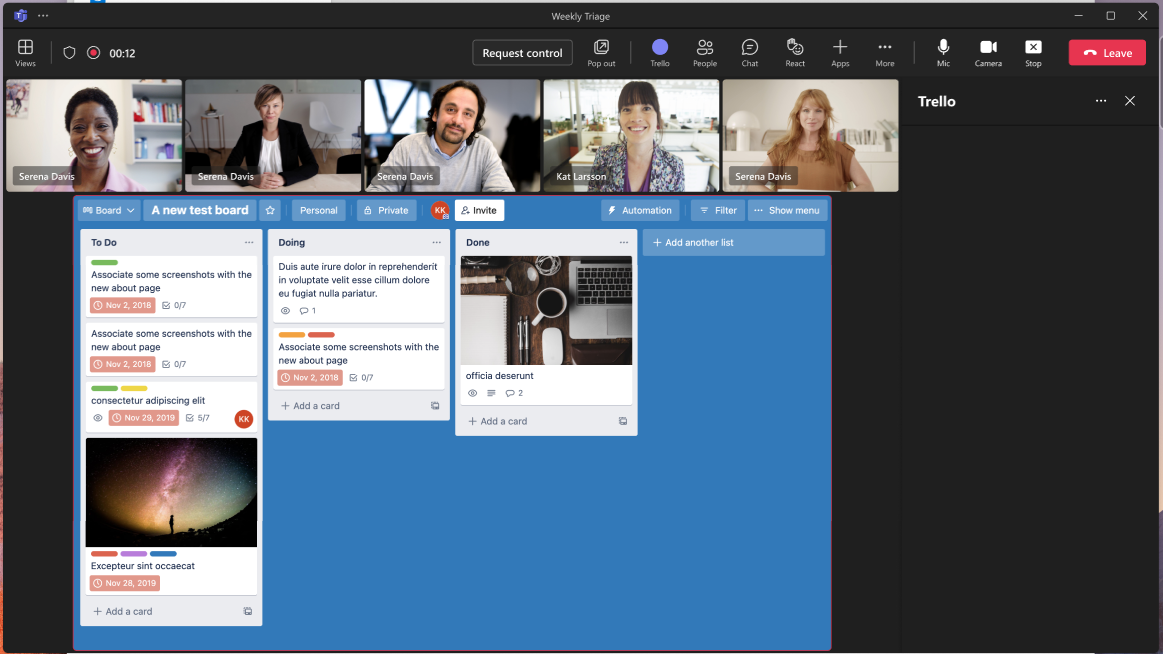 Weekly Triage
Views
00:12
Request control
Pop out
Trello
People
Chat
React
Apps
More
Mic
Camera
Stop
Leave
Serena Davis
Serena Davis
Serena Davis
Kat Larsson
Serena Davis
Trello
Board
A new test board
Personal
Private
KK
Invite
Automation
Filter
Show menu
To Do
Associate some screenshots with the
new about page
Nov 2, 2018
0/7
Associate some screenshots with the
new about page
Nov 2, 2018
0/7
consectetur adipiscing elit
Nov 29, 2019
5/7
KK
Excepteur sint occaecat
Nov 28, 2019
+ Add a card
Doing
Duis aute irure dolor in reprehenderit
in voluptate velit esse cillum dolore
eu fugiat nulla pariatur.
1
Associate some screenshots with the
new about page
Nov 2, 2018
0/7
+ Add a card
Done
officia deserunt
2
+ Add a card
+ Add another list